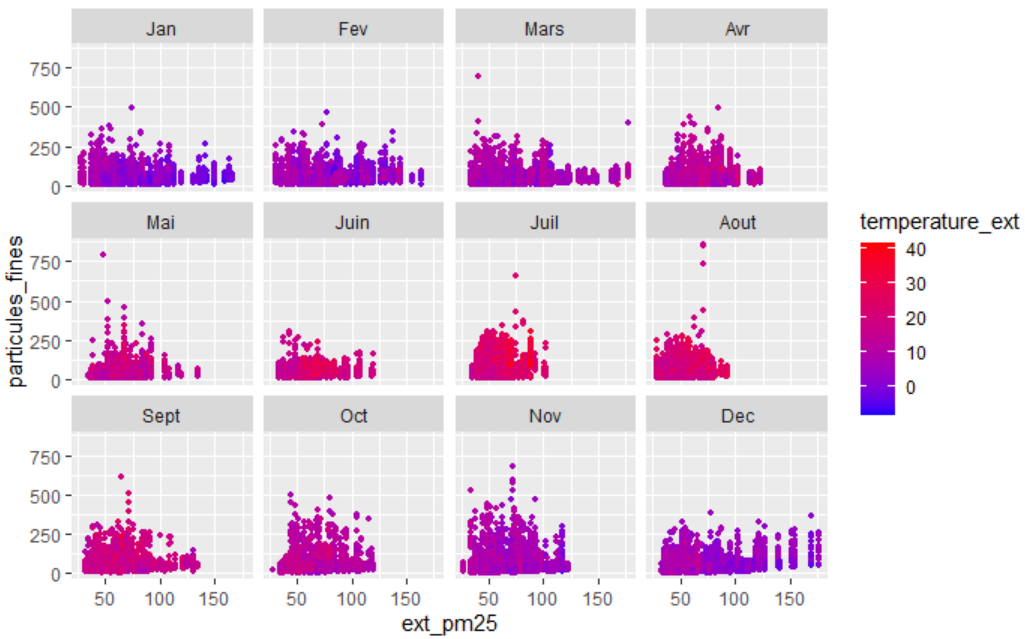 Jan Fev Mars Avr
750
500
250
0
Mai Juin Juil Aout
750
500
250
0
Sept Oct Nov Dec
750
500
250
0
50 100 150 50 100 150 50 100 150 50 100 150
ext_pm25
particules_fines
temperature_ext
40
30
20
10
0